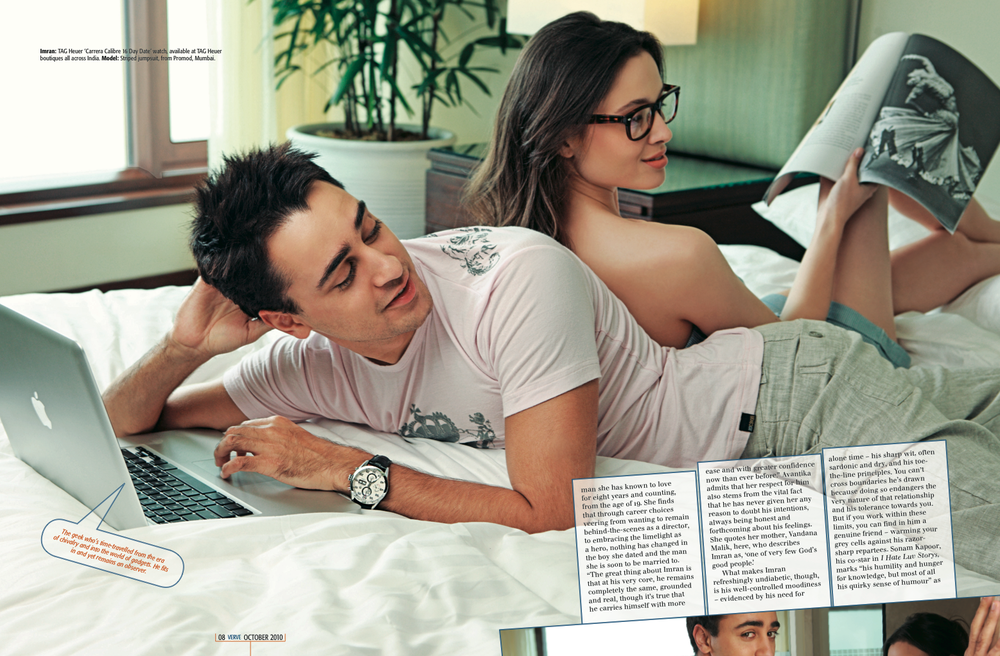 Imran: TAG Heuer 'Carrera Calibre 16 Day Date' watch, available at TAG Heuer
boutiques all across India. Model: Striped jumpsuit, from Promod, Mumbai.
The geek who's time-travelled from the era
of chivalry and into the world of gadgets. He fits
in and yet remains an observer.
man she has known to love
for eight years and counting,
from the age of 19. She finds
that through career choices
veering from wanting to remain
behind-the-scenes as a director,
to embracing the limelight as
a hero, nothing has changed in
the boy she dated and the man
she is soon to be married to.
"The great thing about Imran is
that at his very core, he remains
completely the same, grounded
and real, though it's true that
he carries himself with more
ease and with greater confidence
now than ever before." Avantika
admits that her respect for him
also stems from the vital fact
that he has never given her any
reason to doubt his intentions,
always being honest and
forthcoming about his feelings.
She quotes her mother, Vandana
Malik, here, who describes
Imran as, 'one of very few God's
good people.'
What makes Imran
refreshingly undiabetic, though,
is his well-controlled moodiness
– evidenced by his need for
alone time – his sharp wit, often
sardonic and dry, and his toe-
the-line principles. You can't
cross boundaries he's drawn
because doing so endangers the
very nature of that relationship
and his tolerance towards you.
But if you work within these
limits, you can find in him a
genuine friend – warming your
grey cells against his razor-
sharp repartees. Sonam Kapoor,
his co-star in I Hate Luv Storys,
marks "his humility and hunger
for knowledge, but most of all
his quirky sense of humour" as
08 VERVE OCTOBER 2010